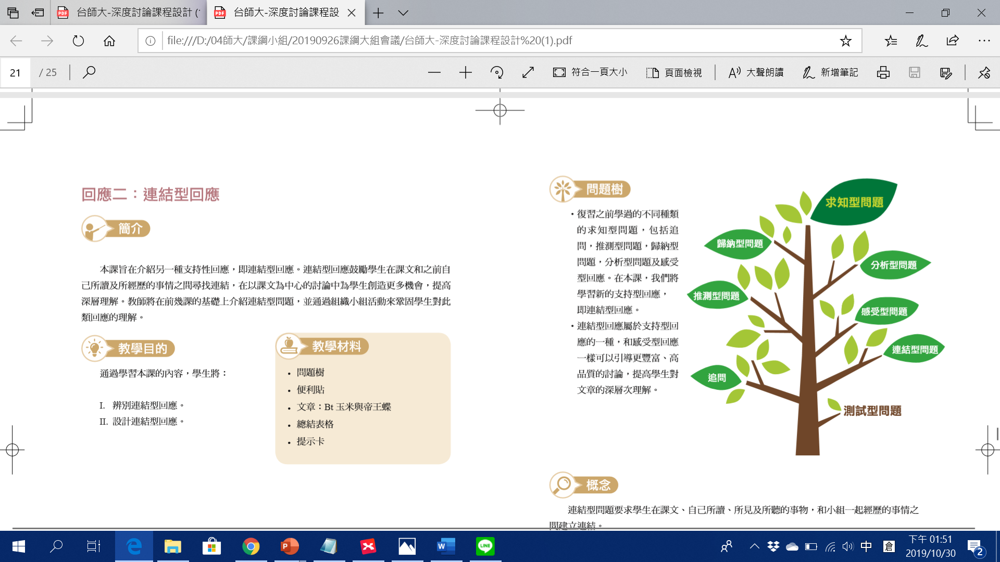 台師大-深度討論課程設計 (
台師大-深度討論課程設
file:///D:/04師大/課綱小組/20190926課綱大組會議/台師大-深度討論課程設計%20(1).pdf
21 / 25
符合一頁大小
頁面檢視
大聲朗讀
新增筆記
回應二：連結型回應
簡介
本課旨在介紹另一種支持性回應，即連結型回應。連結型回應鼓勵學生在課文和之前自
己所讀及所經歷的事情之間尋找連結，在以課文為中心的討論中為學生創造更多機會，提高
深層理解。教師將在前幾課的基礎上介紹連結型問題，並通過組織小組活動來鞏固學生對此
類回應的理解。
教學目的
通過學習本課的內容，學生將：
I. 辨別連結型回應。
II. 設計連結型回應。
教學材料
• 問題樹
• 便利貼
• 文章：Bt 玉米與帝王蝶
• 總結表格
• 提示卡
問題樹
・復習之前學過的不同種類
的求知型問題，包括追
問，推測型問題，歸納型
問題，分析型問題及感受
型回應。在本課，我們將
學習新的支持型回應，
即連結型回應。
・連結型回應屬於支持型回
應的一種，和感受型回應
一樣可以引導更豐富、高
品質的討論，提高學生對
文章的深層次理解。
求知型問題
歸納型問題
分析型問題
推測型問題
感受型問題
連結型問題
追問
測試型問題
概念
連結型問題要求學生在課文、自己所讀、所見及所聽的事物，和小組一起經歷的事情之
間建立連結。
中
倉
下午 01:51
2019/10/30
2
LINE